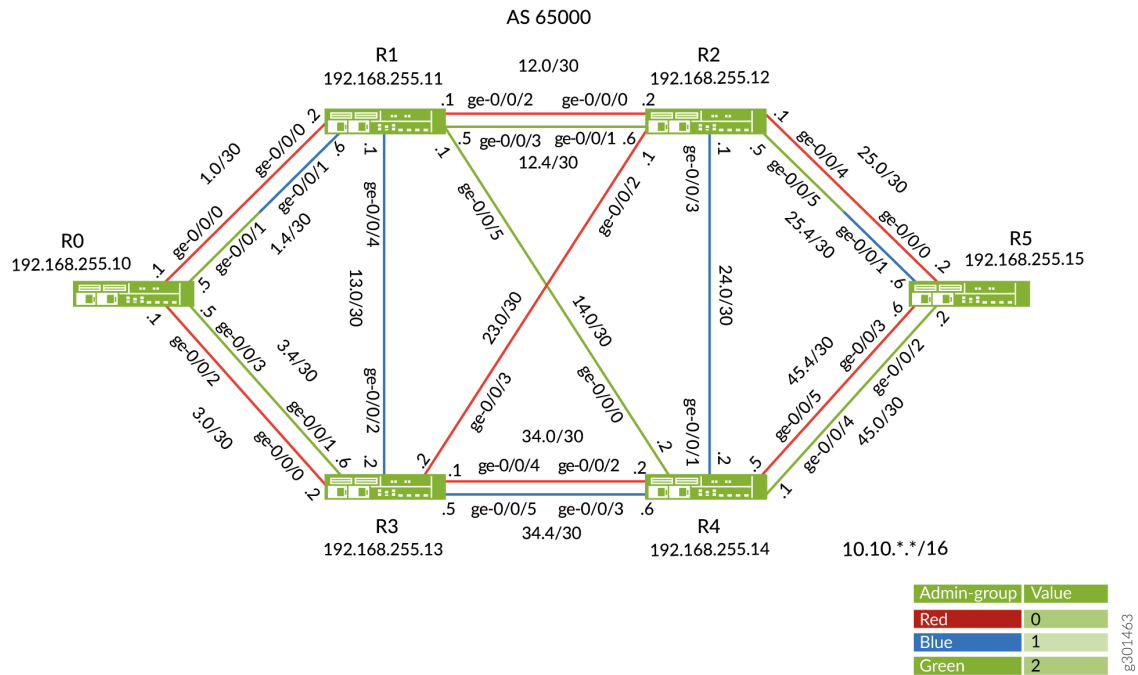 AS 65000
R1
192.168.255.11
R2
192.168.255.12
12.0/30
.1 ge-0/0/2 ge-0/0/0 .2
.5 ge-0/0/3 ge-0/0/1 .6
12.4/30
.2
ge-0/0/0
1.0/30
ge-0/0/0
.1
.6
ge-0/0/1
1.4/30
ge-0/0/1
.5
.1
ge-0/0/4
13.0/30
ge-0/0/2
.2
.1
ge-0/0/5
14.0/30
ge-0/0/0
.2
.1
ge-0/0/2
23.0/30
ge-0/0/3
.2
.1
ge-0/0/3
24.0/30
ge-0/0/1
.2
.1
ge-0/0/4
25.0/30
ge-0/0/0
.2
.5
ge-0/0/5
25.4/30
ge-0/0/1
.6
R0
192.168.255.10
R5
192.168.255.15
.5
ge-0/0/3
3.4/30
ge-0/0/1
.6
.1
ge-0/0/2
3.0/30
ge-0/0/0
.2
.6
ge-0/0/3
45.4/30
ge-0/0/5
.5
.2
ge-0/0/2
45.0/30
ge-0/0/4
.1
34.0/30
.1 ge-0/0/4 ge-0/0/2 .2
.5 ge-0/0/5 ge-0/0/3 .6
34.4/30
R3
192.168.255.13
R4
192.168.255.14
10.10.*.*/16
Admin-group Value
Red 0
Blue 1
Green 2
g301463